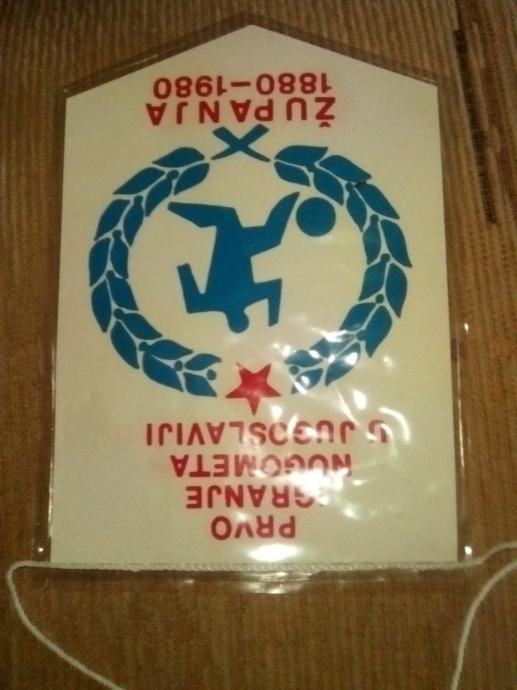 PRVO
IGRANJE
NOGOMETA
U JUGOSLAVIJI
ŽUPANJA
1880-1980